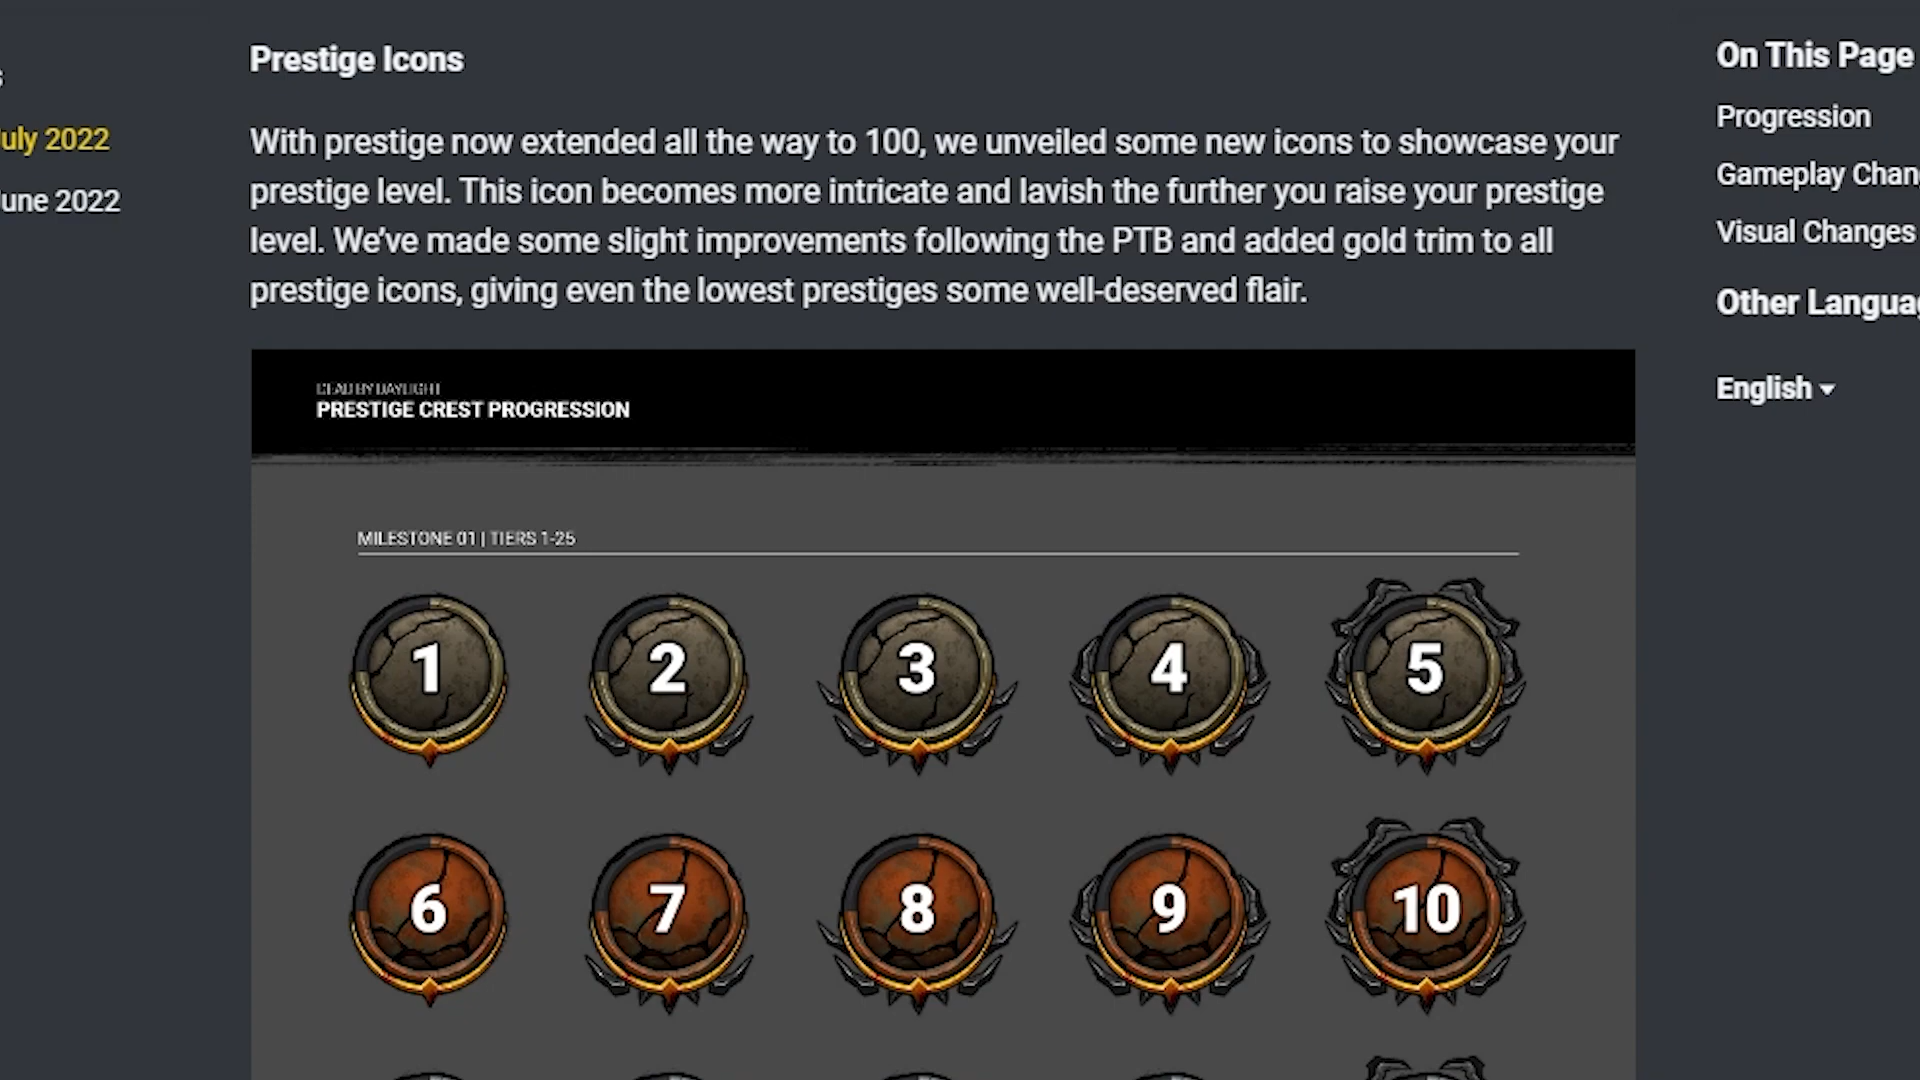 Prestige Icons
With prestige now extended all the way to 100, we unveiled some new icons to showcase your
prestige level. This icon becomes more intricate and lavish the further you raise your prestige
level. We’ve made some slight improvements following the PTB and added gold trim to all
prestige icons, giving even the lowest prestiges some well-deserved flair.
DEAD BY DAYLIGHT
PRESTIGE CREST PROGRESSION
MILESTONE 01 | TIERS 1-25
1 2 3 4 5
6 7 8 9 10
uly 2022
une 2022
On This Page
Progression
Gameplay Chan
Visual Changes
Other Langua
English